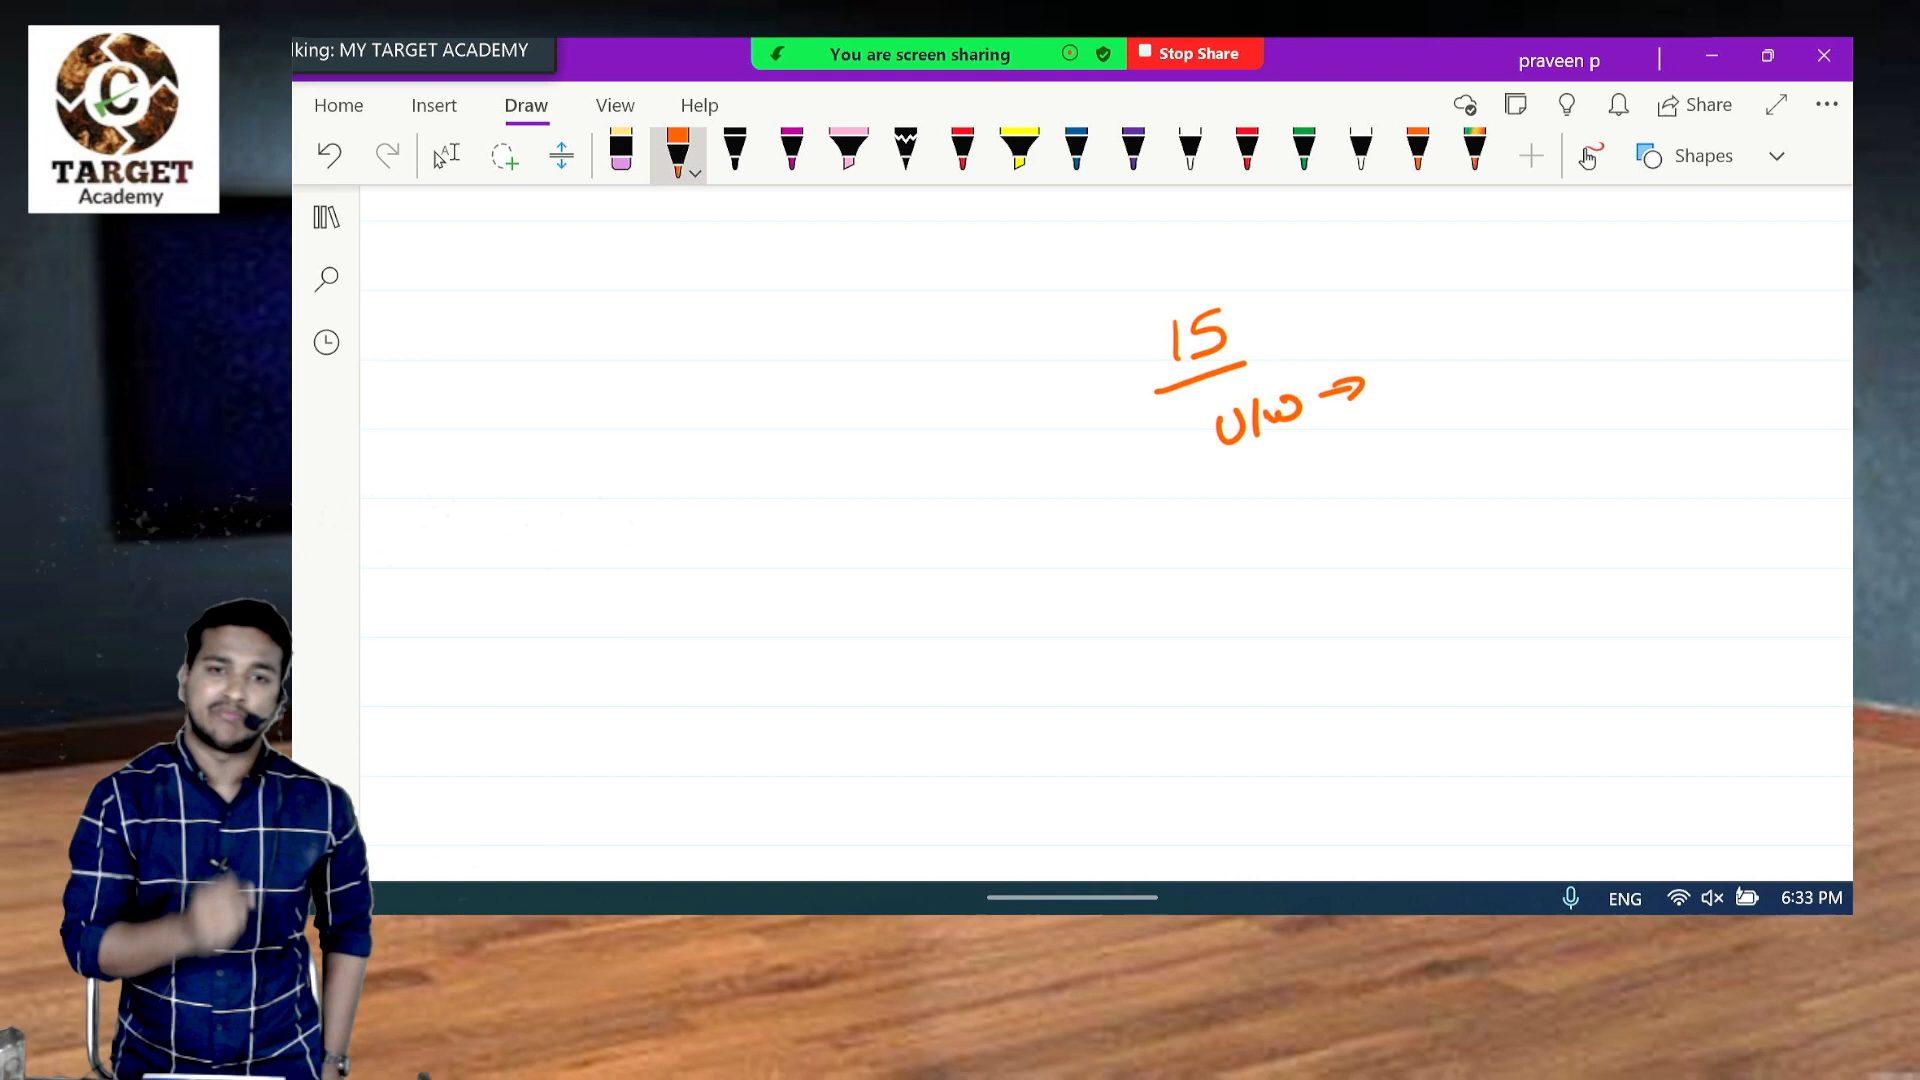 TARGET
Academy
lking: MY TARGET ACADEMY
You are screen sharing
Stop Share
praveen p
Home Insert Draw View Help
Share
Shapes
15
U/W →
ENG
6:33 PM